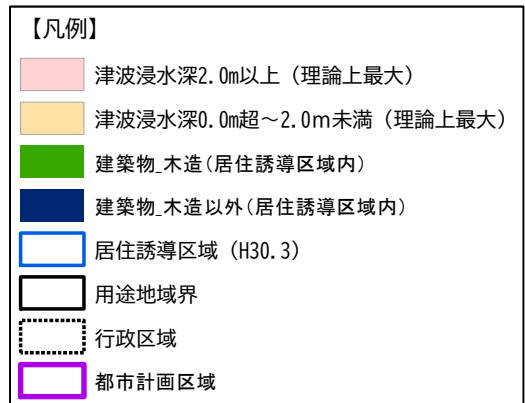 【凡例】
津波浸水深2.0m以上（理論上最大）
津波浸水深0.0m超～2.0ｍ未満（理論上最大）
建築物_木造（居住誘導区域内）
建築物_木造以外（居住誘導区域内）
居住誘導区域（H30.3）
用途地域界
行政区域
都市計画区域